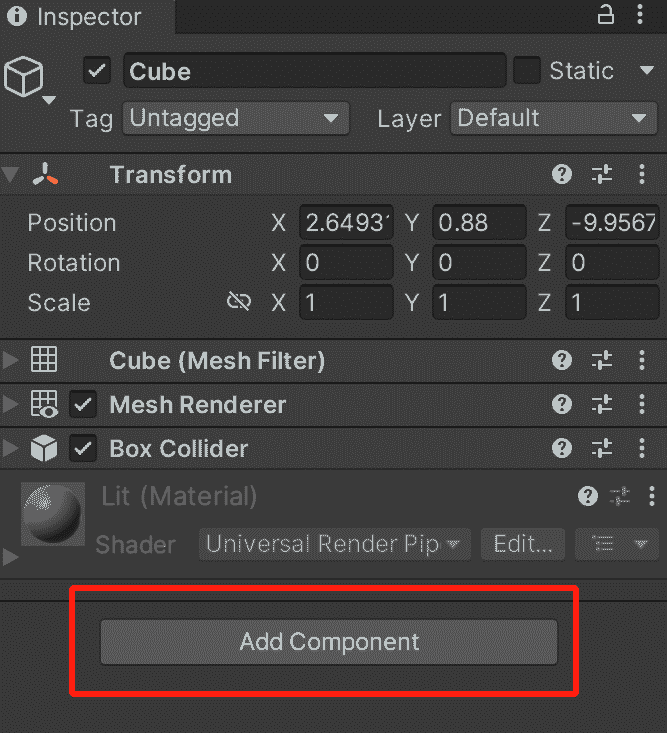 Inspector
Cube Static
Tag Untagged Layer Default
Transform
Position X 2.6493 Y 0.88 Z -9.9567
Rotation X 0 Y 0 Z 0
Scale X 1 Y 1 Z 1
Cube (Mesh Filter)
Mesh Renderer
Box Collider
Lit (Material)
Shader Universal Render Pip Edit...
Add Component